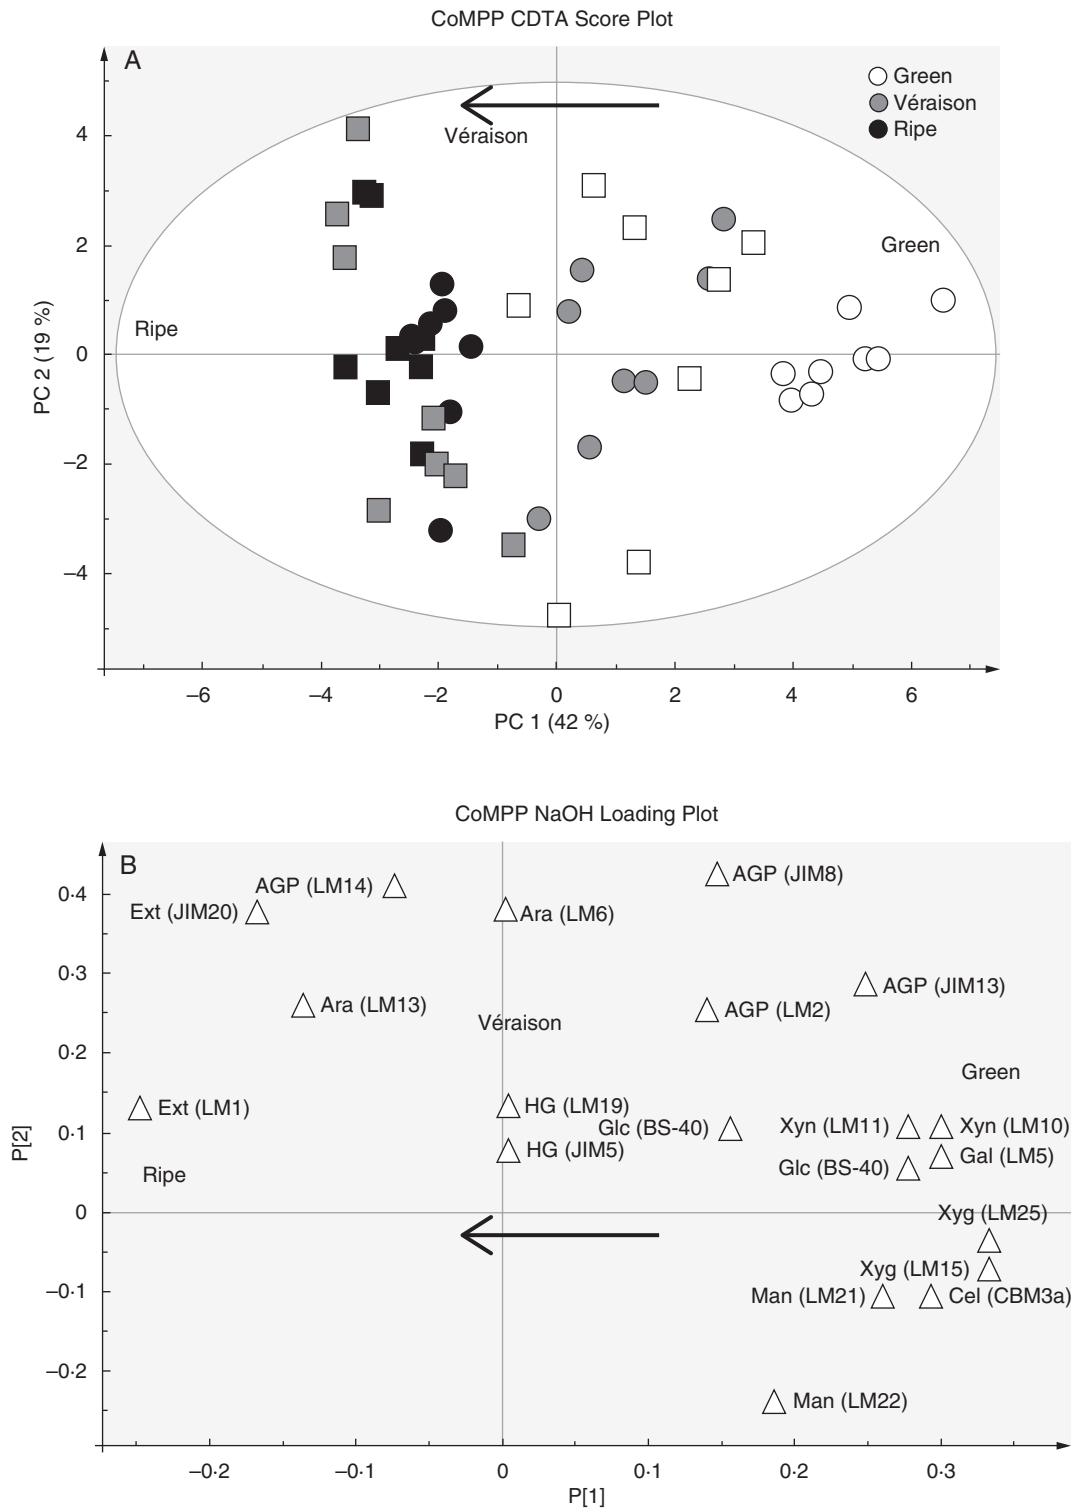 CoMPP CDTA Score Plot
A
Green
Véraison
Ripe
Véraison
Green
Ripe
4
2
0
–2
–4
PC 2 (19 %)
–6
–4
–2
0
2
4
6
PC 1 (42 %)
CoMPP NaOH Loading Plot
B
AGP (LM14)
AGP (JIM8)
Ext (JIM20)
Ara (LM6)
Ara (LM13)
AGP (JIM13)
AGP (LM2)
Véraison
Green
Ext (LM1)
HG (LM19)
Glc (BS-40)
Xyn (LM11)
Xyn (LM10)
HG (JIM5)
Gal (LM5)
Glc (BS-40)
Ripe
Xyg (LM25)
Xyg (LM15)
Man (LM21)
Cel (CBM3a)
Man (LM22)
0·4
0·3
0·2
0·1
0
–0·1
–0·2
P[2]
–0·2
–0·1
0
0·1
0·2
0·3
P[1]